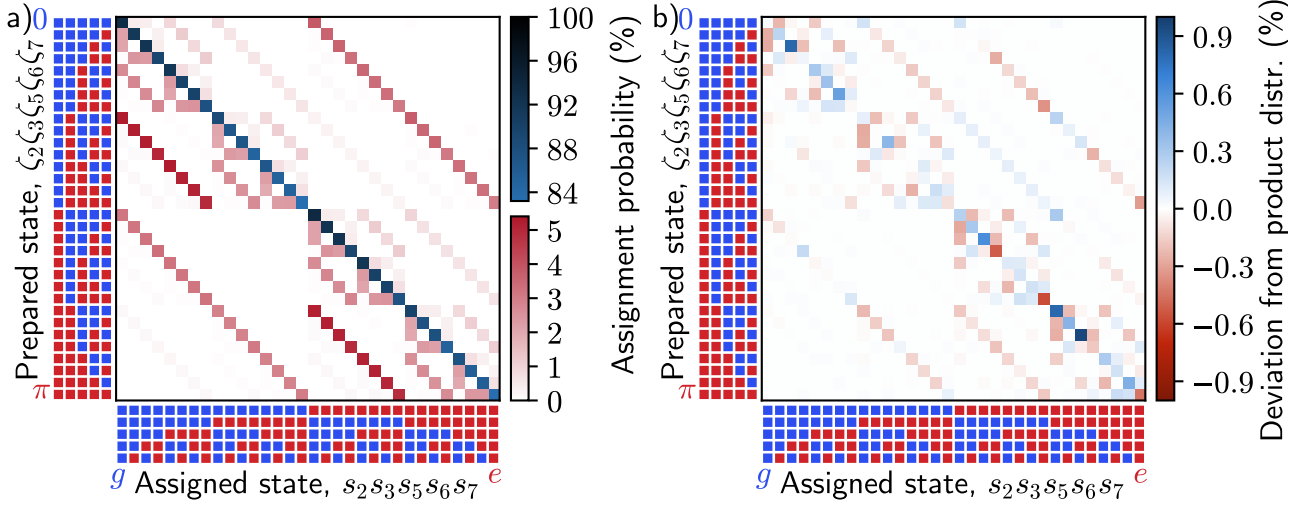 a)
0
Prepared state, ζ₂ζ₃ζ₅ζ₆ζ₇
π
g
e
Assigned state, s₂s₃s₅s₆s₇
100
96
92
88
84
5
4
3
2
1
0
Assignment probability (%)
b)
0
Prepared state, ζ₂ζ₃ζ₅ζ₆ζ₇
π
g
e
Assigned state, s₂s₃s₅s₆s₇
0.9
0.6
0.3
0.0
−0.3
−0.6
−0.9
Deviation from product distr. (%)